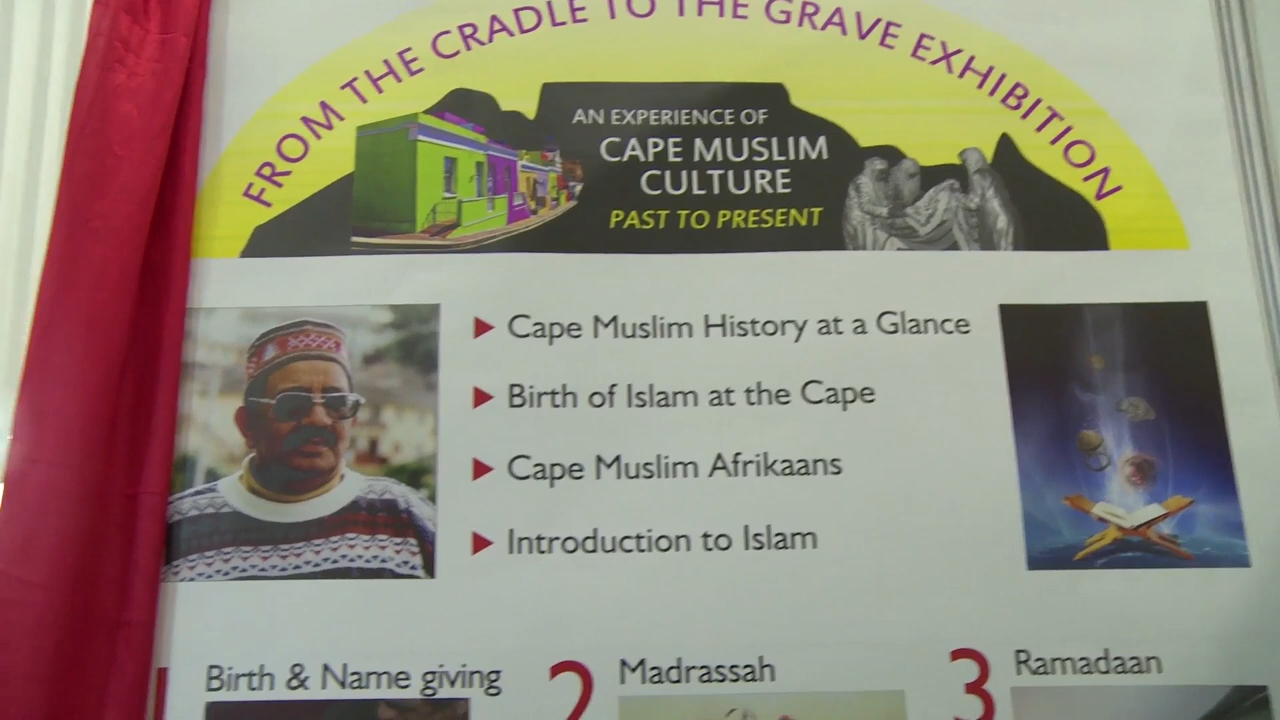 FROM THE CRADLE TO THE GRAVE EXHIBITION
AN EXPERIENCE OF
CAPE MUSLIM
CULTURE
PAST TO PRESENT
Cape Muslim History at a Glance
Birth of Islam at the Cape
Cape Muslim Afrikaans
Introduction to Islam
Birth & Name giving
2 Madrassah
3 Ramadaan